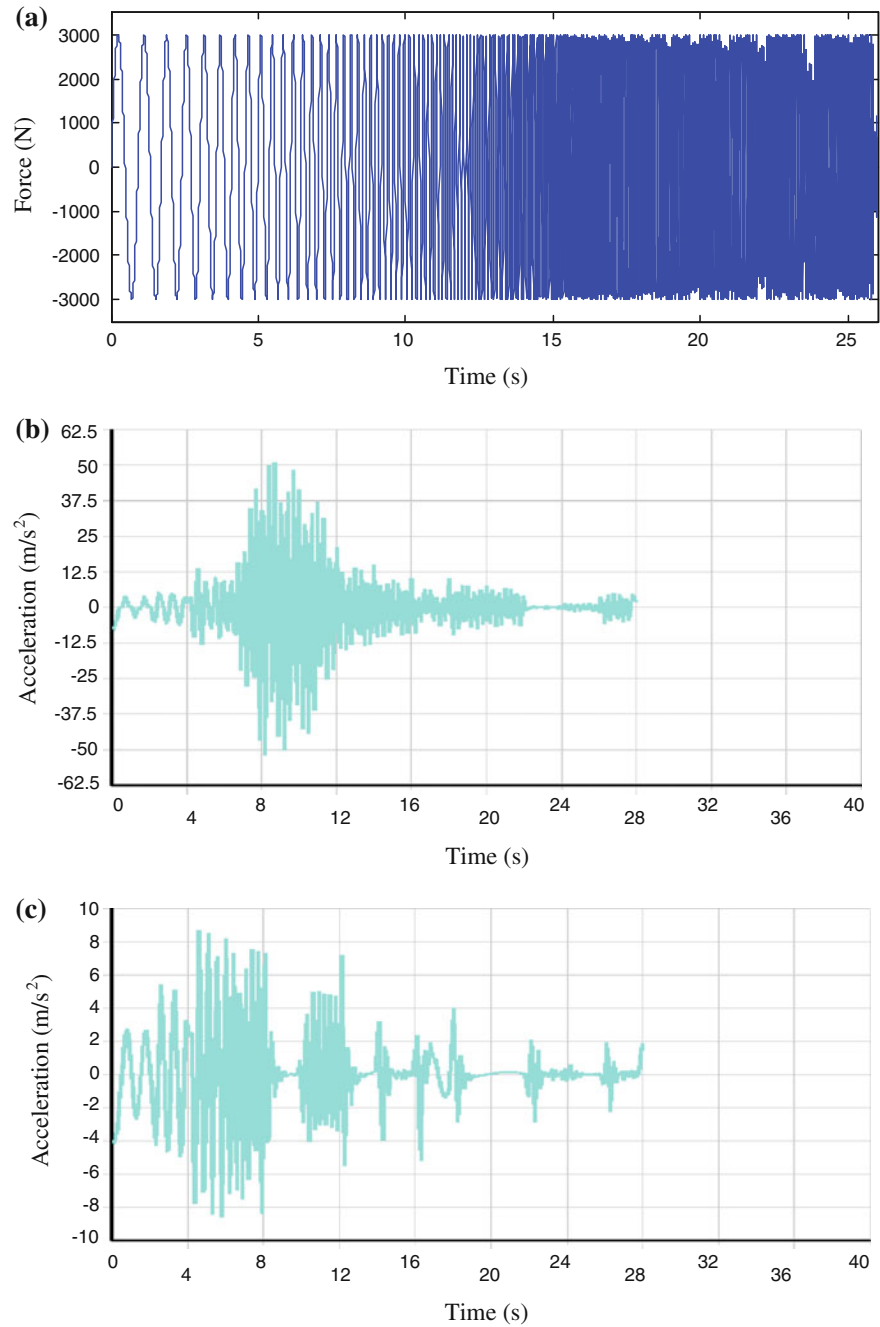 (a)
3000
2000
1000
0
-1000
-2000
-3000
Force (N)
0 5 10 15 20 25
Time (s)
(b)
62.5
50
37.5
25
12.5
0
-12.5
-25
-37.5
-50
-62.5
Acceleration (m/s²)
0 8 16 24 32 40
4 12 20 28 36
Time (s)
(c)
10
8
6
4
2
0
-2
-4
-6
-8
-10
Acceleration (m/s²)
0 8 16 24 32 40
4 12 20 28 36
Time (s)